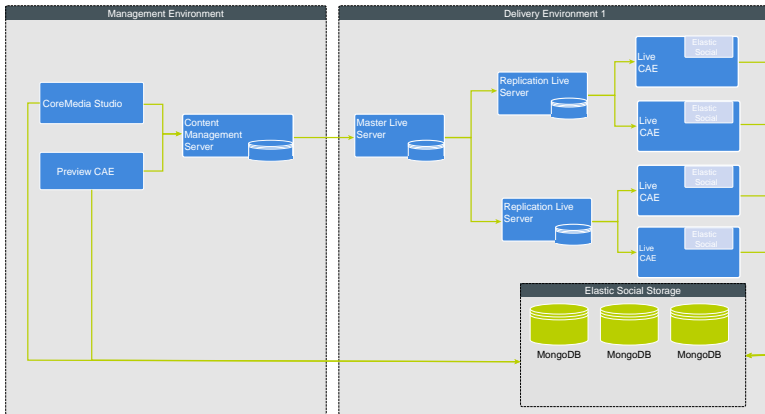 Management Environment
Delivery Environment 1
CoreMedia Studio
Preview CAE
Content
Management
Server
Master Live
Server
Replication Live
Server
Replication Live
Server
Live
CAE
Elastic
Social
Live
CAE
Elastic
Social
Live
CAE
Elastic
Social
Live
CAE
Elastic
Social
Elastic Social Storage
MongoDB
MongoDB
MongoDB